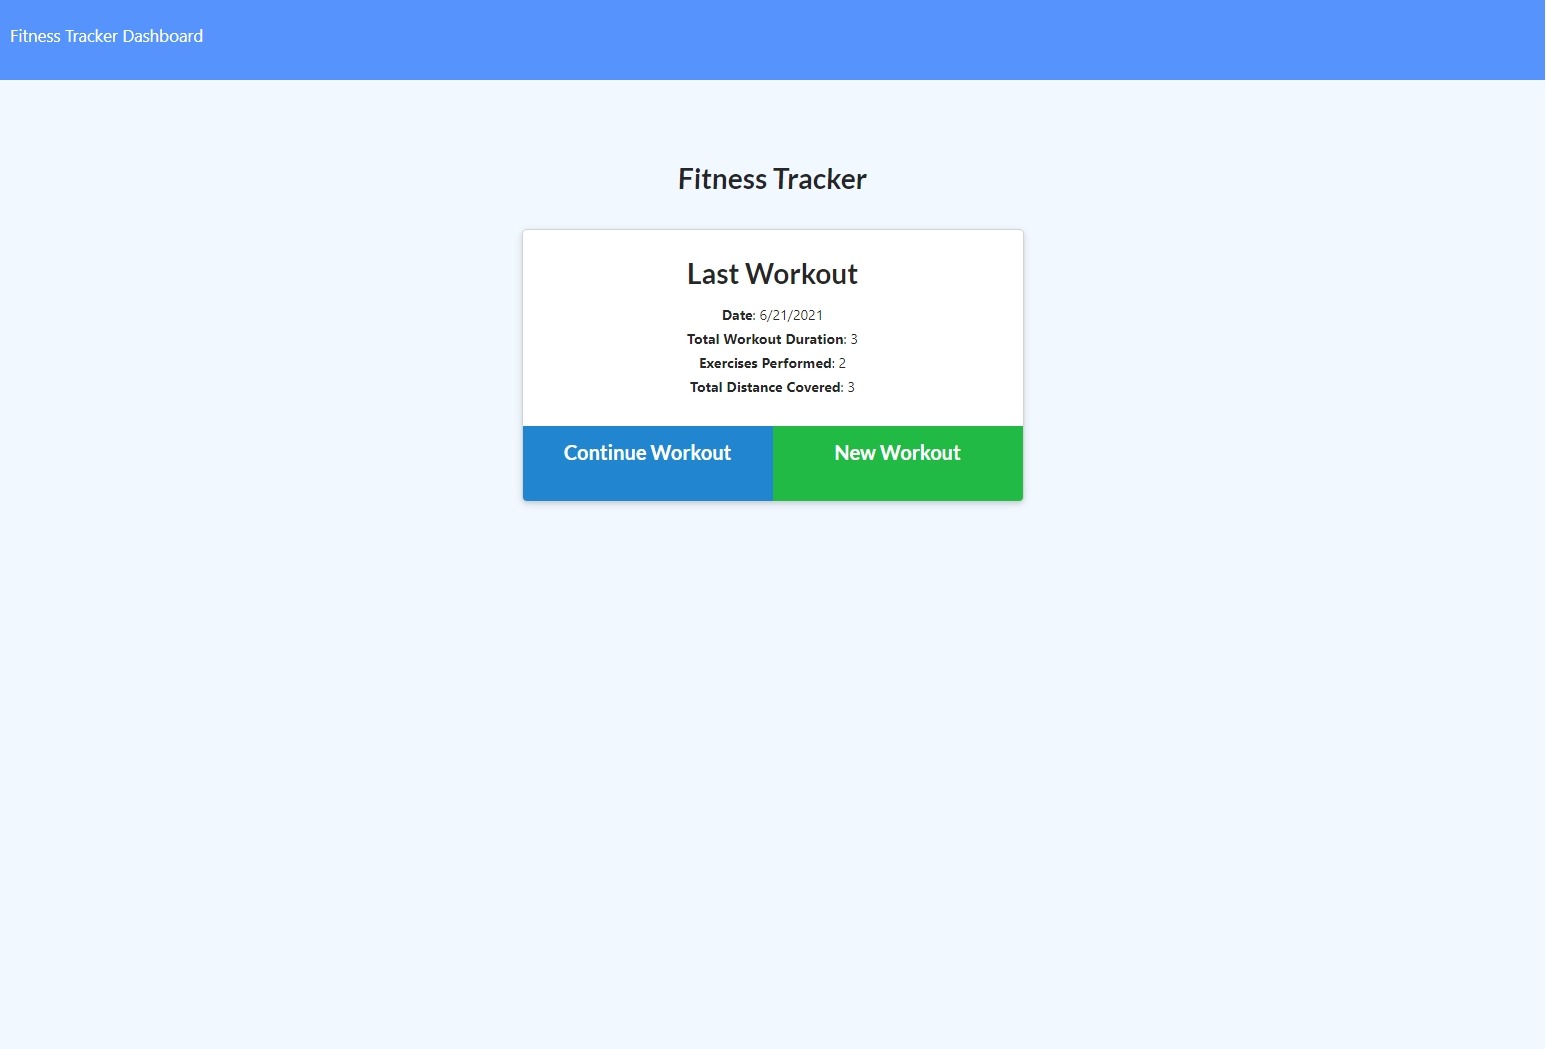 Fitness Tracker Dashboard
Fitness Tracker
Last Workout
Date: 6/21/2021
Total Workout Duration: 3
Exercises Performed: 2
Total Distance Covered: 3
Continue Workout
New Workout